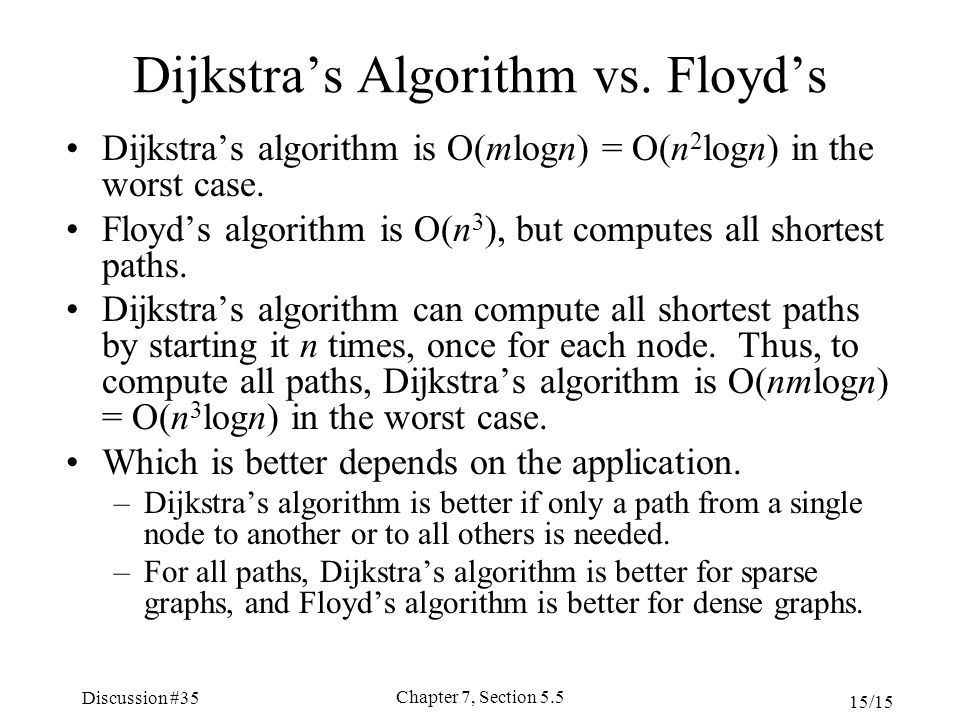 Dijkstra’s Algorithm vs. Floyd’s
• Dijkstra’s algorithm is O(mlogn) = O(n²logn) in the
worst case.
• Floyd’s algorithm is O(n³), but computes all shortest
paths.
• Dijkstra’s algorithm can compute all shortest paths
by starting it n times, once for each node. Thus, to
compute all paths, Dijkstra’s algorithm is O(nmlogn)
= O(n³logn) in the worst case.
• Which is better depends on the application.
– Dijkstra’s algorithm is better if only a path from a single
node to another or to all others is needed.
– For all paths, Dijkstra’s algorithm is better for sparse
graphs, and Floyd’s algorithm is better for dense graphs.
Discussion #35
Chapter 7, Section 5.5
15/15